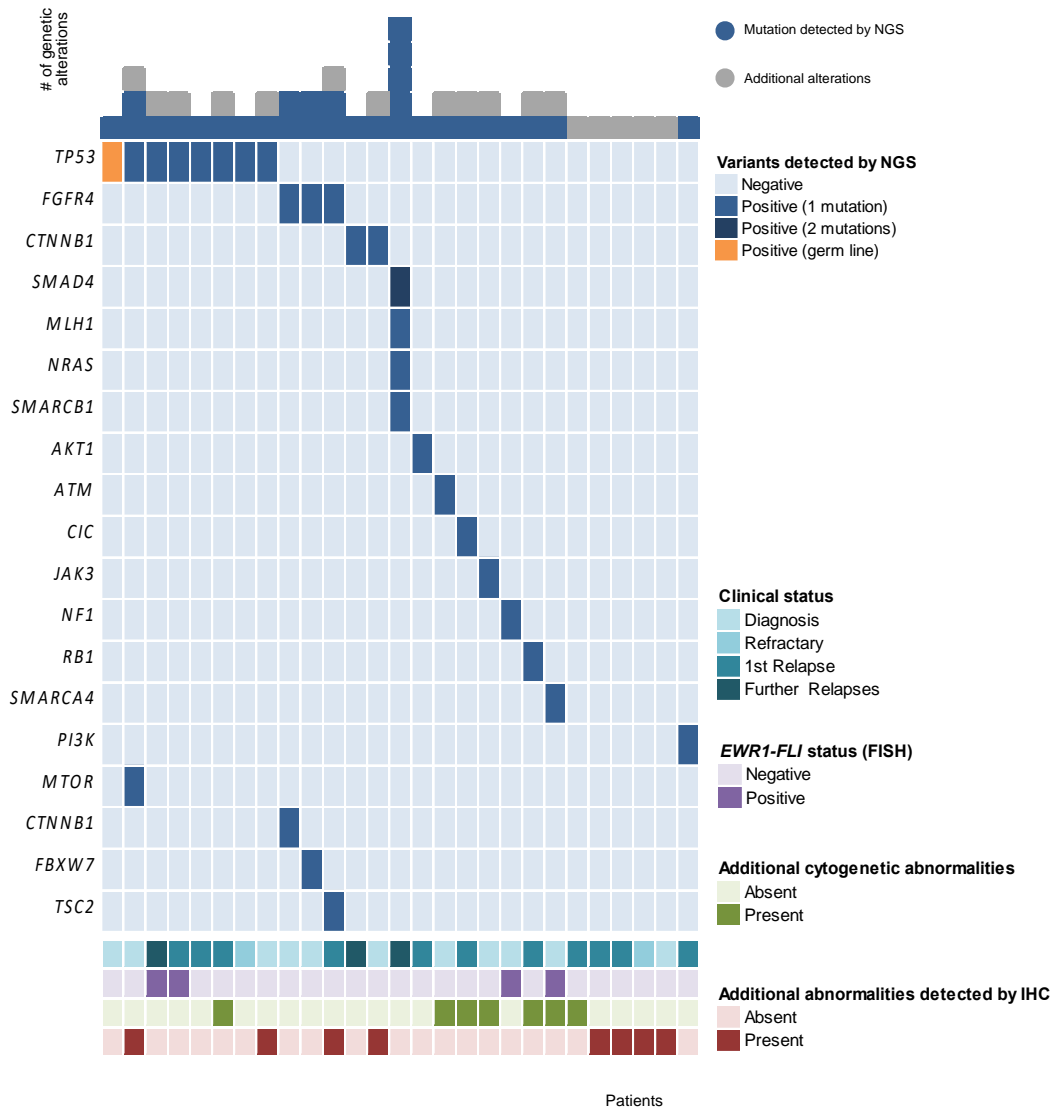 # of genetic
alterations
Mutation detected by NGS
Additional alterations
TP53
FGFR4
CTNNB1
SMAD4
MLH1
NRAS
SMARCB1
AKT1
ATM
CIC
JAK3
NF1
RB1
SMARCA4
PI3K
MTOR
CTNNB1
FBXW7
TSC2
Variants detected by NGS
Negative
Positive (1 mutation)
Positive (2 mutations)
Positive (germ line)
Clinical status
Diagnosis
Refractory
1st Relapse
Further Relapses
EWR1-FLI status (FISH)
Negative
Positive
Additional cytogenetic abnormalities
Absent
Present
Additional abnormalities detected by IHC
Absent
Present
Patients